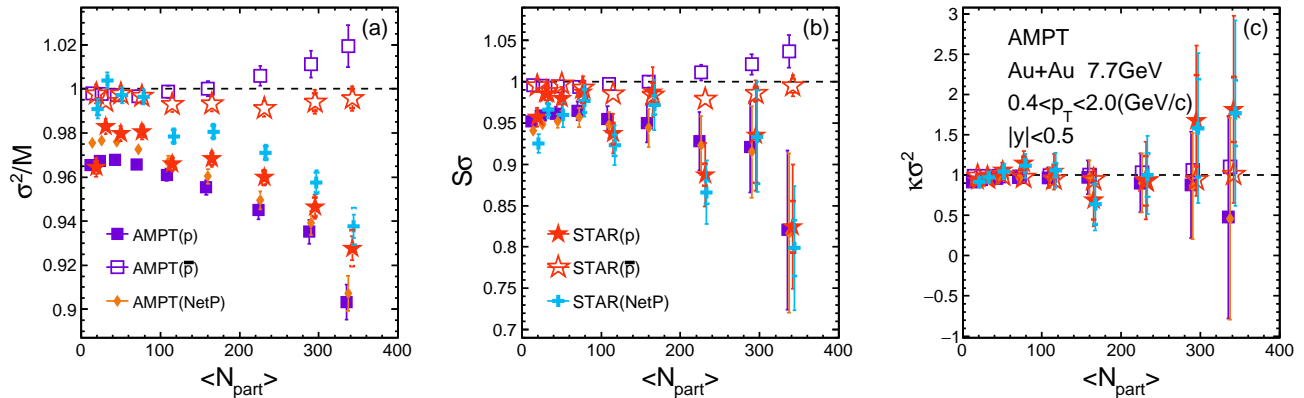 (a)
σ²/M
1.02
1
0.98
0.96
0.94
0.92
0.9
AMPT(p)
AMPT(p̅)
AMPT(NetP)
0 100 200 300 400
<N_part>
(b)
Sσ
1.05
1
0.95
0.9
0.85
0.8
0.75
0.7
STAR(p)
STAR(p̅)
STAR(NetP)
0 100 200 300 400
<N_part>
(c)
κσ²
3
2.5
2
1.5
1
0.5
0
−0.5
−1
AMPT
Au+Au 7.7GeV
0.4<p_T<2.0(GeV/c)
|y|<0.5
0 100 200 300 400
<N_part>